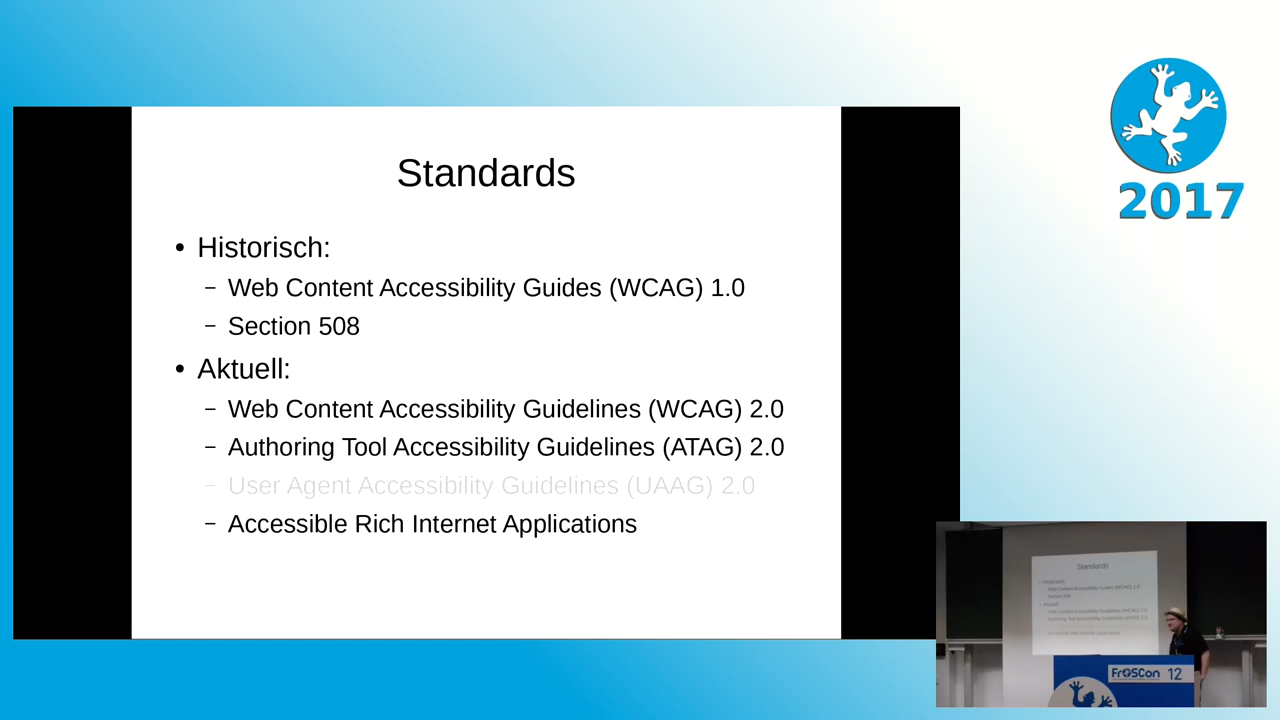 Standards
Historisch:
Web Content Accessibility Guides (WCAG) 1.0
Section 508
Aktuell:
Web Content Accessibility Guidelines (WCAG) 2.0
Authoring Tool Accessibility Guidelines (ATAG) 2.0
User Agent Accessibility Guidelines (UAAG) 2.0
Accessible Rich Internet Applications
2017
Standards
FrOSCon 12